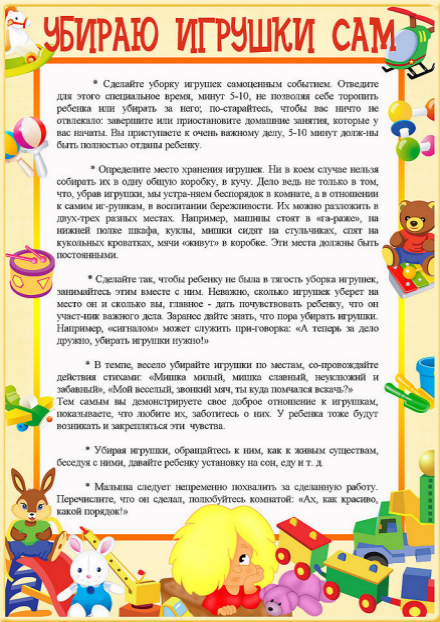 УБИРАЮ ИГРУШКИ САМ
* Сделайте уборку игрушек самоценным событием. Отведите
для этого специальное время, минут 5-10, не позволяя себе торопить
ребенка или убирать за него; по-старайтесь, чтобы вас ничто не
отвлекало: завершите или приостановите домашние занятия, которые у
вас начаты. Вы приступаете к очень важному делу, 5-10 минут долж-ны
быть полностью отданы ребенку.
* Определите место хранения игрушек. Ни в коем случае нельзя
собирать их в одну общую коробку, в кучу. Дело ведь не только в том,
что, убрав игрушки, мы устра-няем беспорядок в комнате, а в отношении
к самим иг-рушкам, в воспитании бережливости. Их можно разложить в
двух-трех разных местах. Например, машины стоят в «га-раже», на
нижней полке шкафа, куклы, мишки сидят на стульчиках, спят на
кукольных кроватках, мячи «живут» в коробке. Эти места должны быть
постоянными.
* Сделайте так, чтобы ребенку не была в тягость уборка игрушек,
занимайтесь этим вместе с ним. Неважно, сколько игрушек уберет на
место он и сколько вы, главное - дать почувствовать ребенку, что он
участ-ник важного дела. Заранее дайте знать, что пора убирать игрушки.
Например, «сигналом» может служить при-говорка: «А теперь за дело
дружно, убирать игрушки нужно!»
* В темпе, весело убирайте игрушки по местам, со-провождайте
действия стихами: «Мишка милый, мишка славный, неуклюжий и
забавный», «Мой веселый, звонкий мяч, ты куда помчался вскачь?»
Тем самым вы демонстрируете свое доброе отношение к игрушкам,
показываете, что любите их, заботитесь о них. У ребенка тоже будут
возникать и закрепляться эти чувства.
* Убирая игрушки, обращайтесь к ним, как к живым существам,
беседуя с ними, давайте ребенку установку на сон, еду и т. д.
* Малыша следует непременно похвалить за сделанную работу.
Перечислите, что он сделал, полюбуйтесь комнатой: «Ах, как красиво,
какой порядок!»